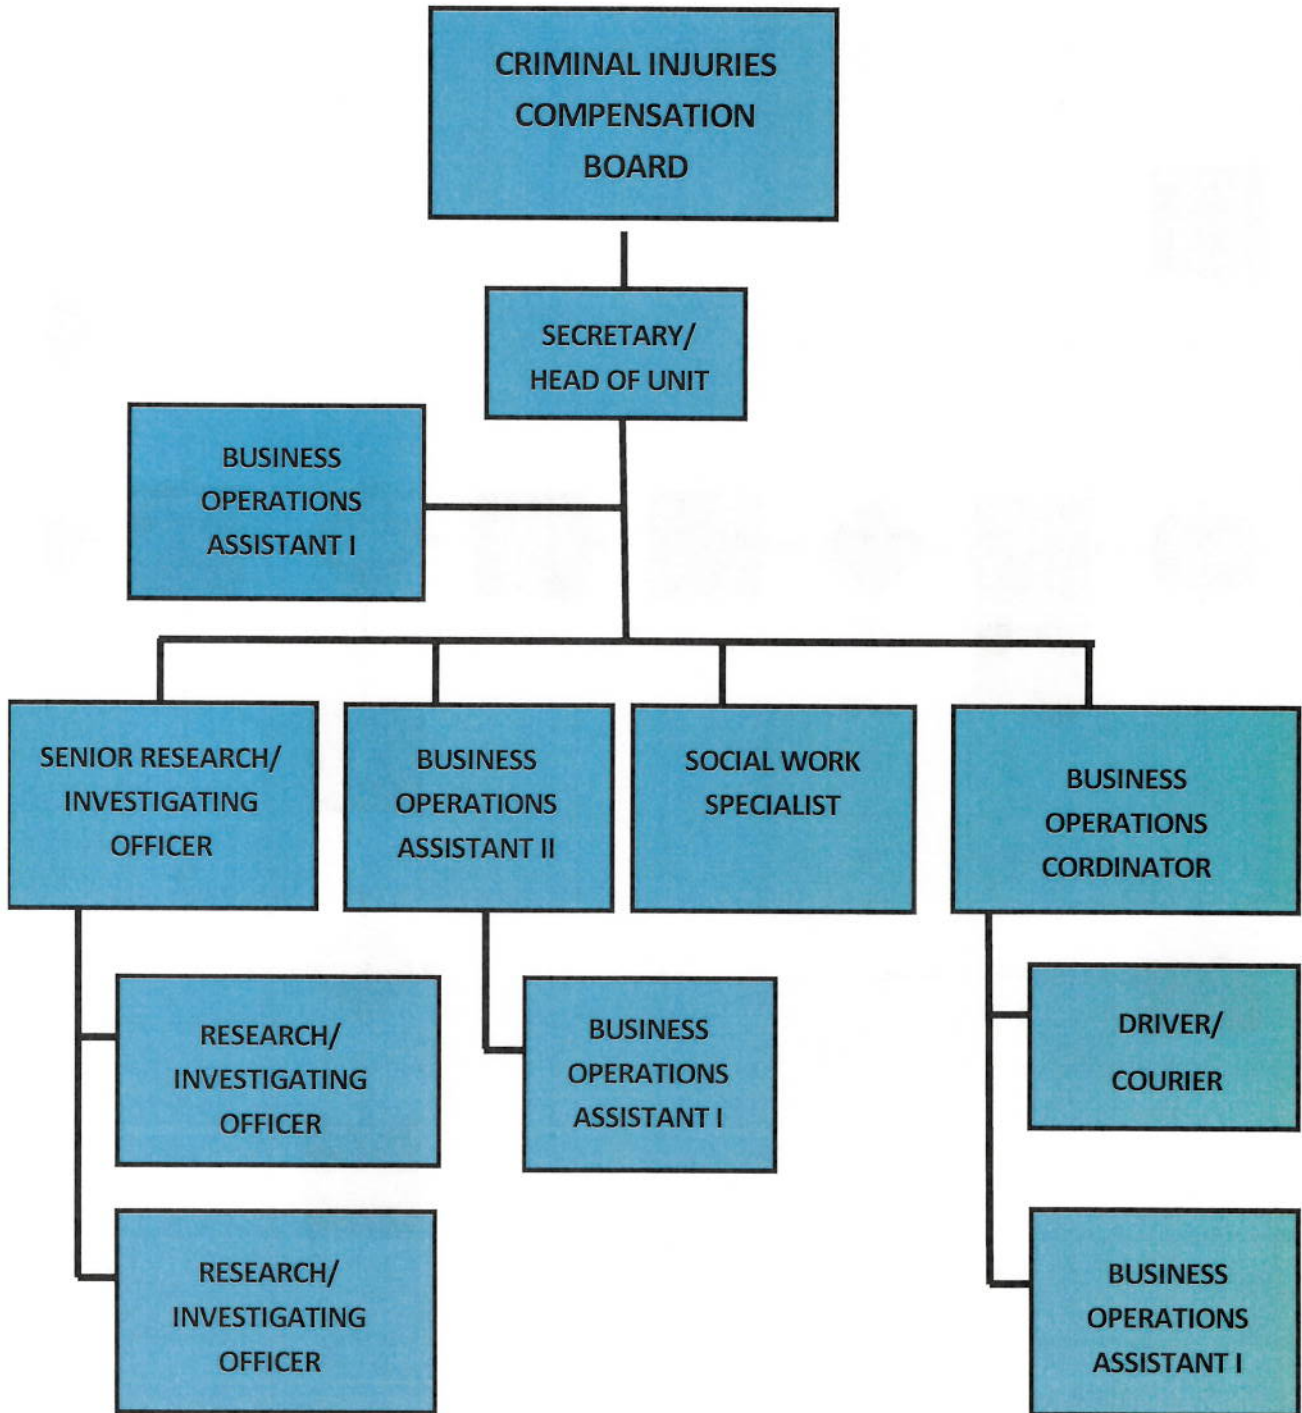 CRIMINAL INJURIES
COMPENSATION
BOARD
SECRETARY/
HEAD OF UNIT
BUSINESS
OPERATIONS
ASSISTANT I
SENIOR RESEARCH/
INVESTIGATING
OFFICER
BUSINESS
OPERATIONS
ASSISTANT II
SOCIAL WORK
SPECIALIST
BUSINESS
OPERATIONS
CORDINATOR
RESEARCH/
INVESTIGATING
OFFICER
RESEARCH/
INVESTIGATING
OFFICER
BUSINESS
OPERATIONS
ASSISTANT I
DRIVER/
COURIER
BUSINESS
OPERATIONS
ASSISTANT I